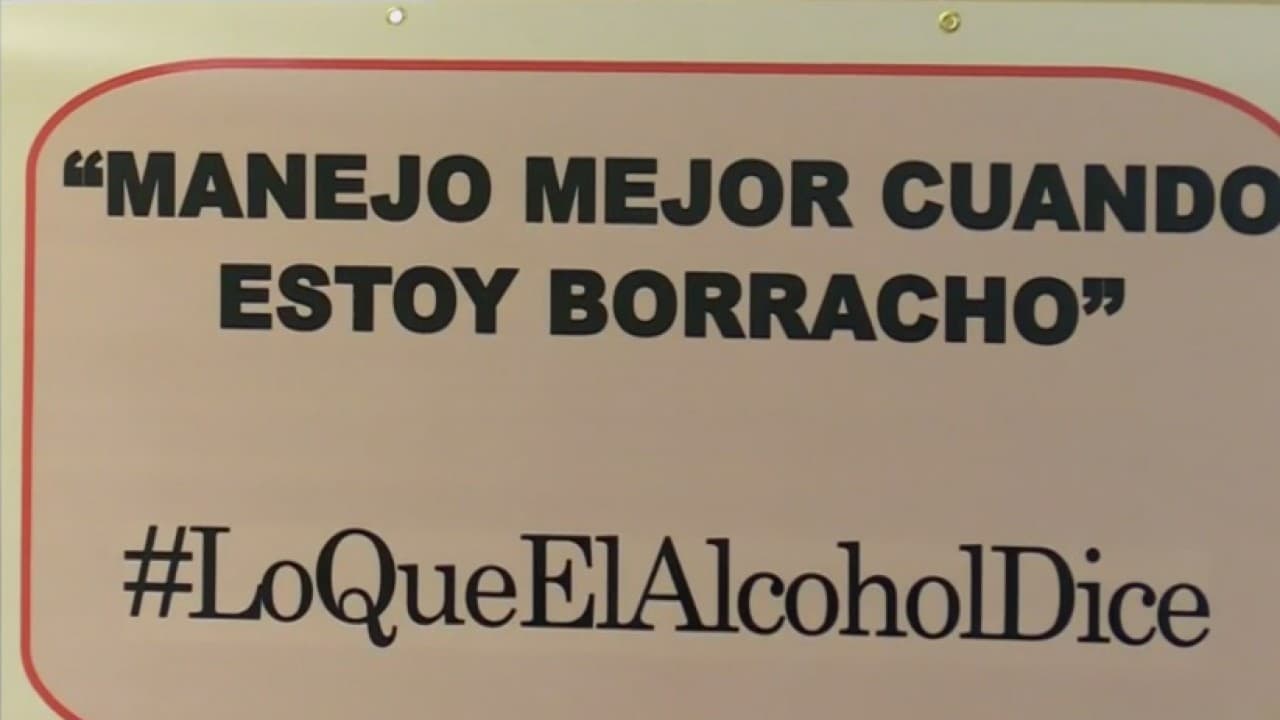 “MANEJO MEJOR CUANDO
ESTOY BORRACHO”
#LoQueElAlcoholDice